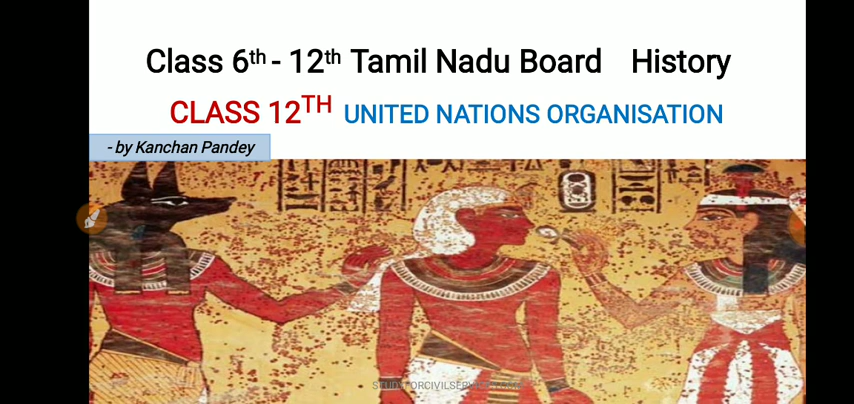 Class 6th - 12th Tamil Nadu Board History
CLASS 12TH UNITED NATIONS ORGANISATION
- by Kanchan Pandey